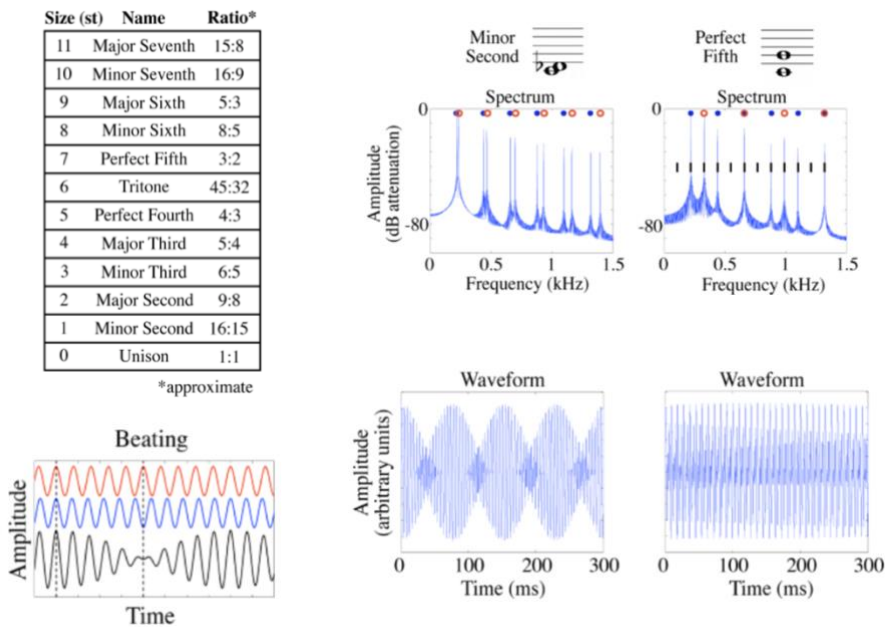 Size (st) Name Ratio*
11 Major Seventh 15:8
10 Minor Seventh 16:9
9 Major Sixth 5:3
8 Minor Sixth 8:5
7 Perfect Fifth 3:2
6 Tritone 45:32
5 Perfect Fourth 4:3
4 Major Third 5:4
3 Minor Third 6:5
2 Major Second 9:8
1 Minor Second 16:15
0 Unison 1:1
*approximate
Beating
Amplitude
Time
Minor
Second
Spectrum
Amplitude
(dB attenuation)
0
-80
0 0.5 1 1.5
Frequency (kHz)
Perfect
Fifth
Spectrum
0
-80
0 0.5 1 1.5
Frequency (kHz)
Waveform
Amplitude
(arbitrary units)
0 100 200 300
Time (ms)
Waveform
0 100 200 300
Time (ms)